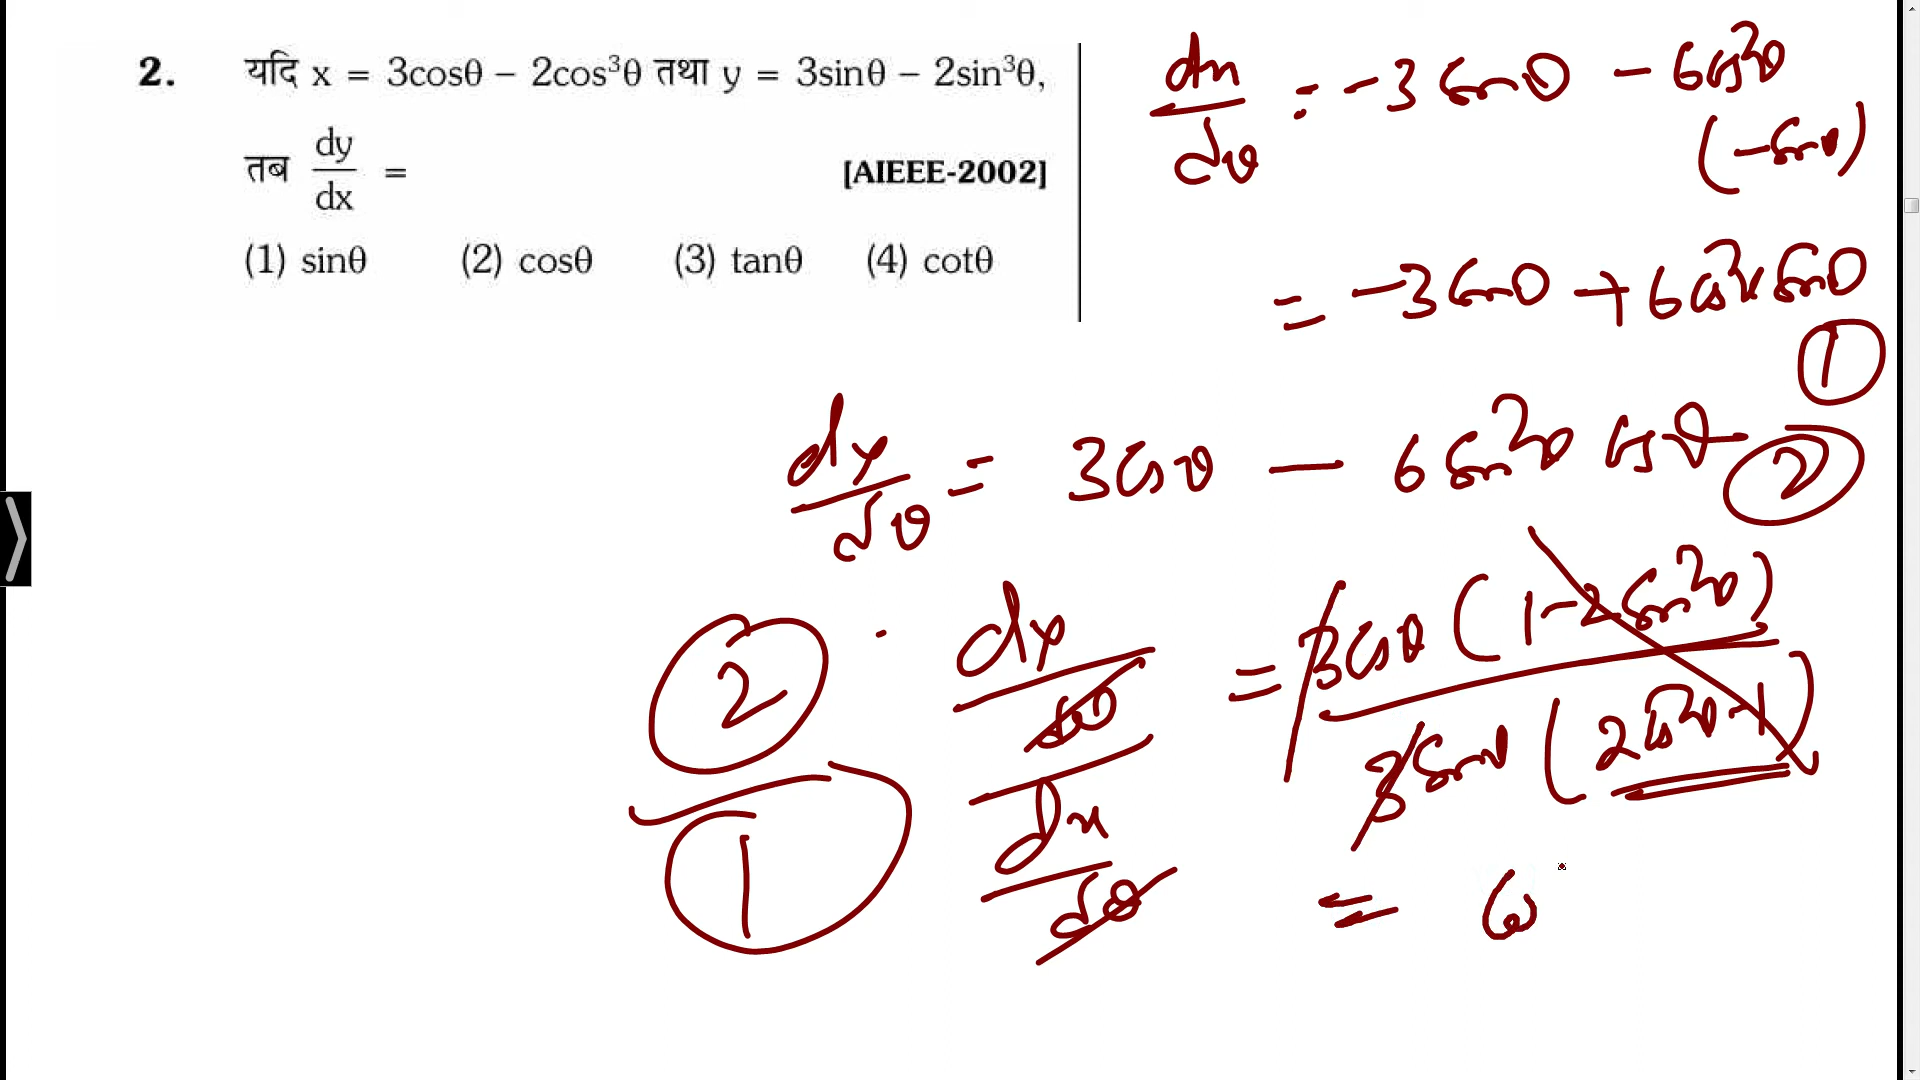 2. यदि x = 3cosθ – 2cos³θ तथा y = 3sinθ – 2sin³θ,
तब dy/dx =
[AIEEE-2002]
(1) sinθ (2) cosθ (3) tanθ (4) cotθ
dx/dθ = -3 sinθ - 6cos²θ
(-sinθ)
= -3sinθ + 6cos²θ sinθ
1
dy/dθ = 3cosθ - 6 sin²θ cosθ 2
2/1 dy/dθ / dx/dθ = 3cosθ (1-2sin²θ) / 3sinθ (2cos²θ-1)
=